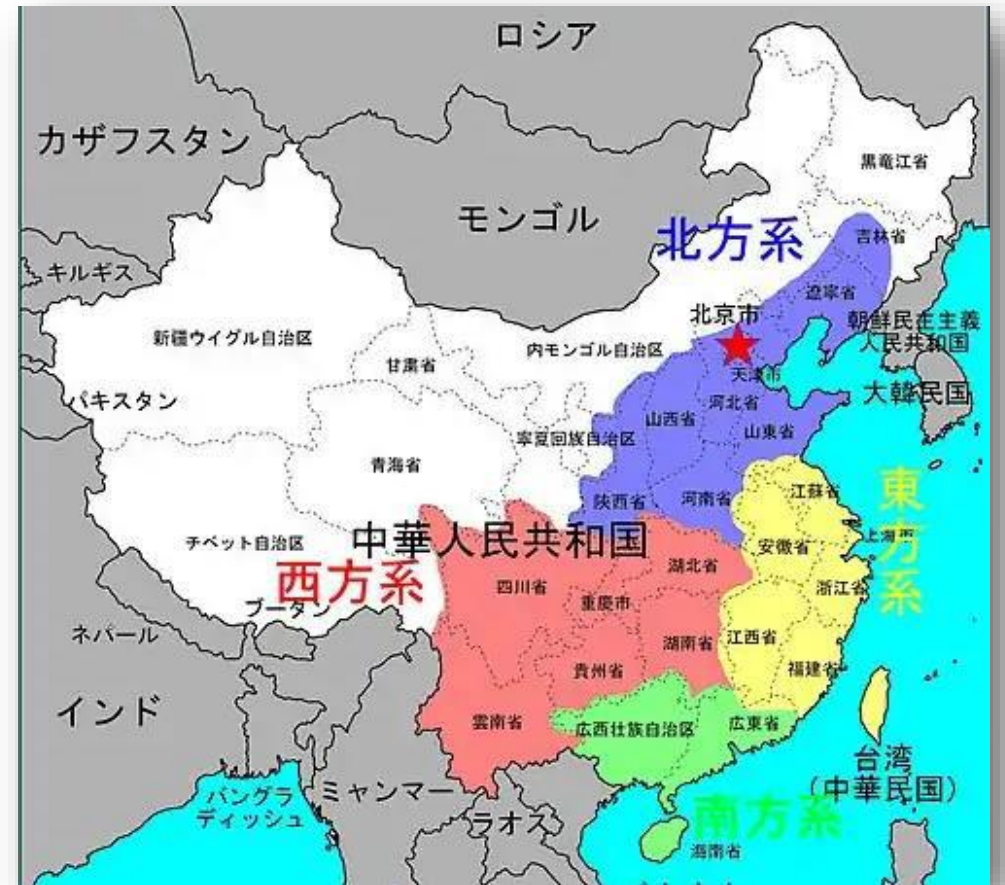 ロシア
カザフスタン
黒竜江省
モンゴル
北方系
吉林省
キルギス
遼寧省
北京市
朝鮮民主主義
人民共和国
新疆ウイグル自治区
内モンゴル自治区
甘粛省
天津市
大韓民国
パキスタン
河北省
山西省
山東省
寧夏回族自治区
青海省
東方系
江蘇省
陝西省
河南省
中華人民共和国
チベット自治区
安徽省
上海市
西方系
湖北省
四川省
浙江省
重慶市
ブータン
ネパール
湖南省
江西省
貴州省
福建省
インド
雲南省
広西壮族自治区
広東省
台湾
(中華民国)
バングラ
ディッシュ
ミャンマー
ラオス
南方系
海南省